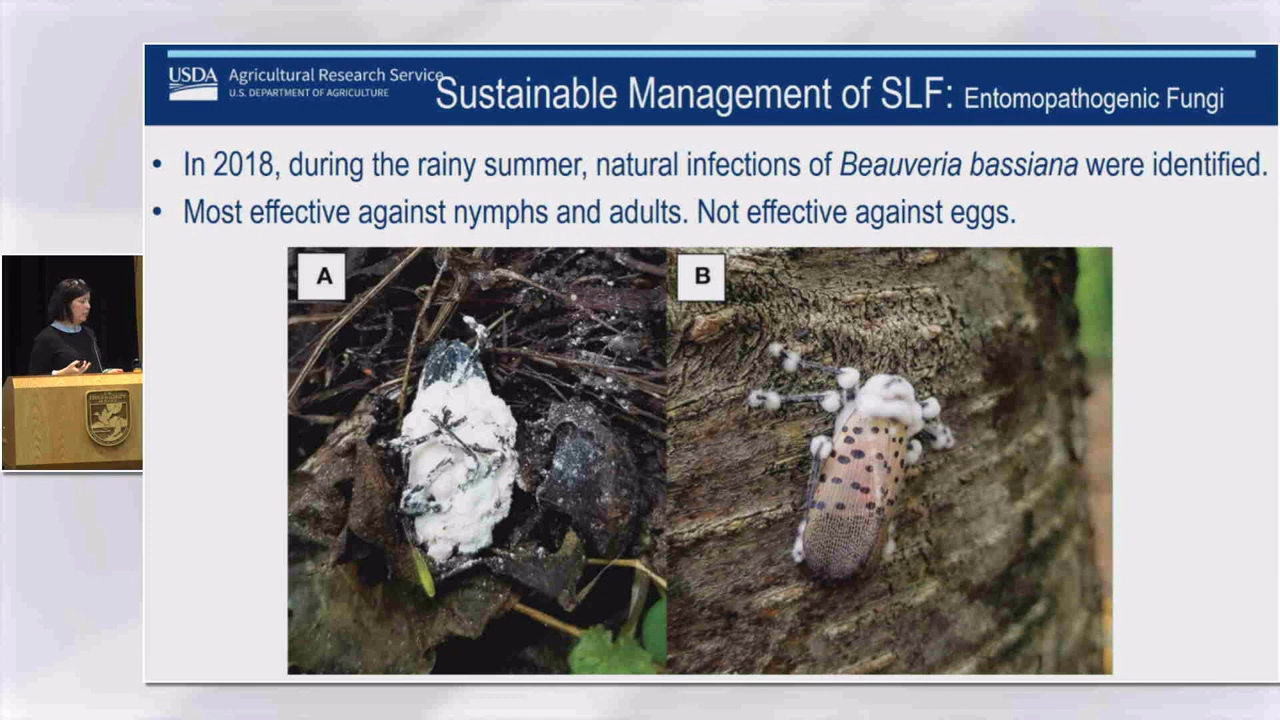 USDA Agricultural Research Service
U.S. DEPARTMENT OF AGRICULTURE
Sustainable Management of SLF: Entomopathogenic Fungi
• In 2018, during the rainy summer, natural infections of Beauveria bassiana were identified.
• Most effective against nymphs and adults. Not effective against eggs.
A
B